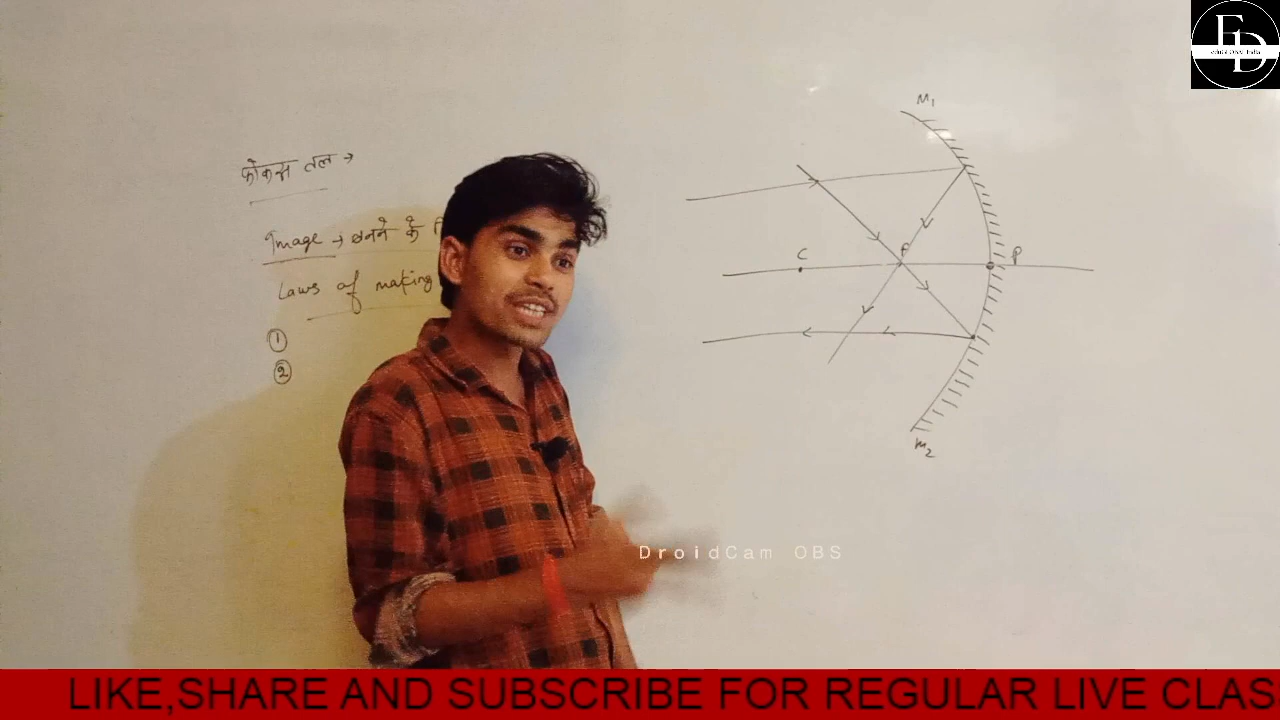 फोकस तल →
Image → बनने के
Laws of making
①
②
M1
C
F
P
M2
DroidCam OBS
ED
LIKE,SHARE AND SUBSCRIBE FOR REGULAR LIVE CLAS